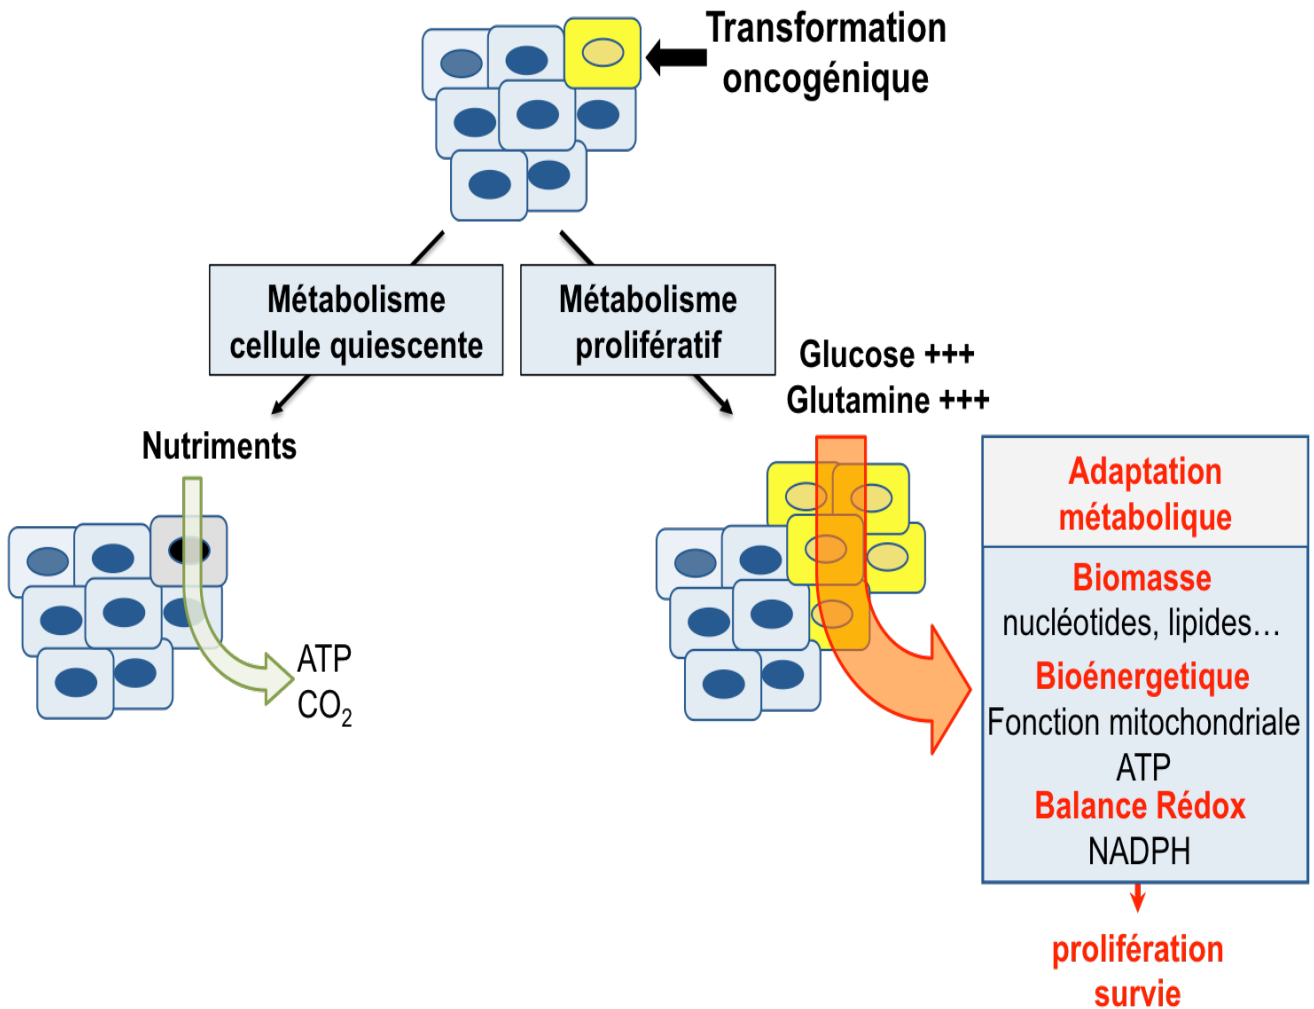 Transformation
oncogénique
Métabolisme
cellule quiescente
Métabolisme
prolifératif
Glucose +++
Glutamine +++
Nutriments
ATP
CO₂
Adaptation
métabolique
Biomasse
nucléotides, lipides…
Bioénergetique
Fonction mitochondriale
ATP
Balance Rédox
NADPH
prolifération
survie